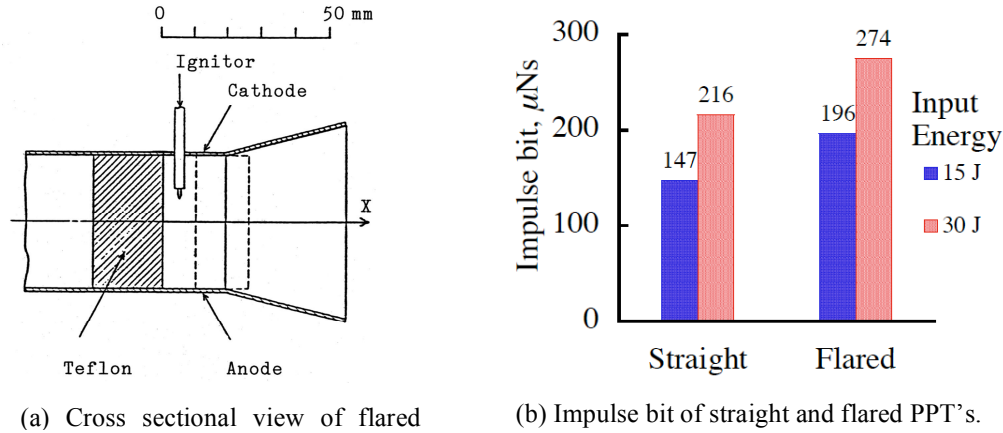 0 50 mm
Ignitor
Cathode
X
Teflon
Anode
(a) Cross sectional view of flared
300
274
Impulse bit, μNs
216
196
200
147
100
0
Straight Flared
Input
Energy
15 J
30 J
(b) Impulse bit of straight and flared PPT's.